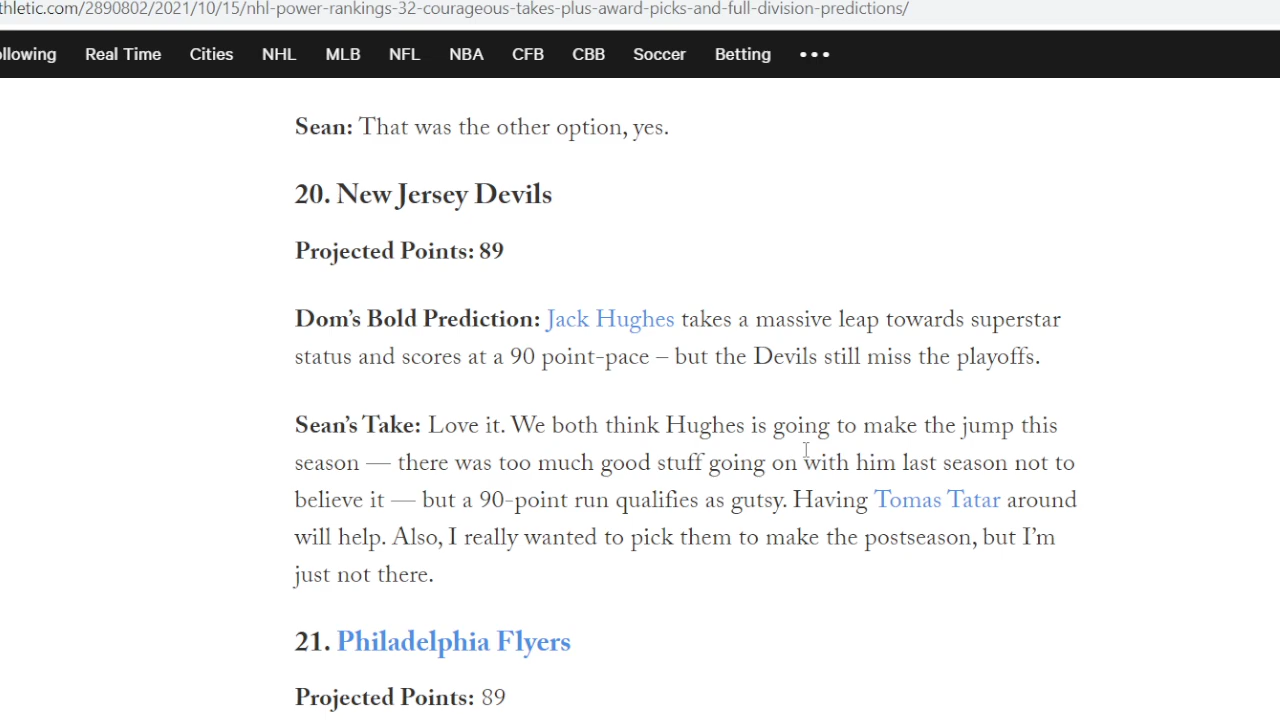 thletic.com/2890802/2021/10/15/nhl-power-rankings-32-courageous-takes-plus-award-picks-and-full-division-predictions/
ollowing Real Time Cities NHL MLB NFL NBA CFB CBB Soccer Betting •••
Sean: That was the other option, yes.
20. New Jersey Devils
Projected Points: 89
Dom’s Bold Prediction: Jack Hughes takes a massive leap towards superstar
status and scores at a 90 point-pace – but the Devils still miss the playoffs.
Sean’s Take: Love it. We both think Hughes is going to make the jump this
season — there was too much good stuff going on with him last season not to
believe it — but a 90-point run qualifies as gutsy. Having Tomas Tatar around
will help. Also, I really wanted to pick them to make the postseason, but I’m
just not there.
21. Philadelphia Flyers
Projected Points: 89